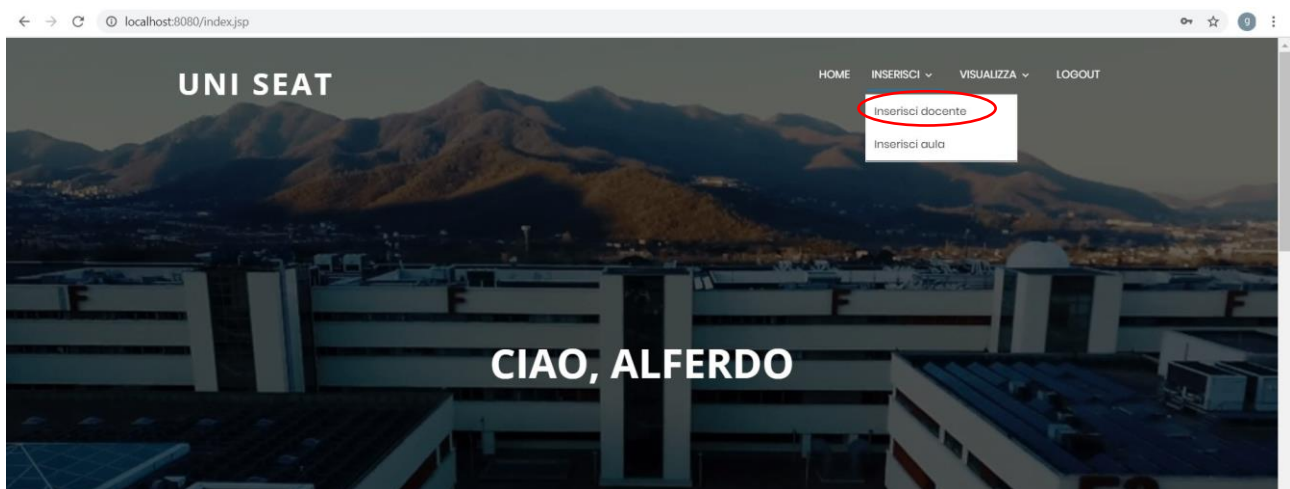 localhost:8080/index.jsp
g
UNI SEAT
HOME INSERISCI VISUALIZZA LOGOUT
Inserisci docente
Inserisci aula
F
F
F
F
CIAO, ALFERDO